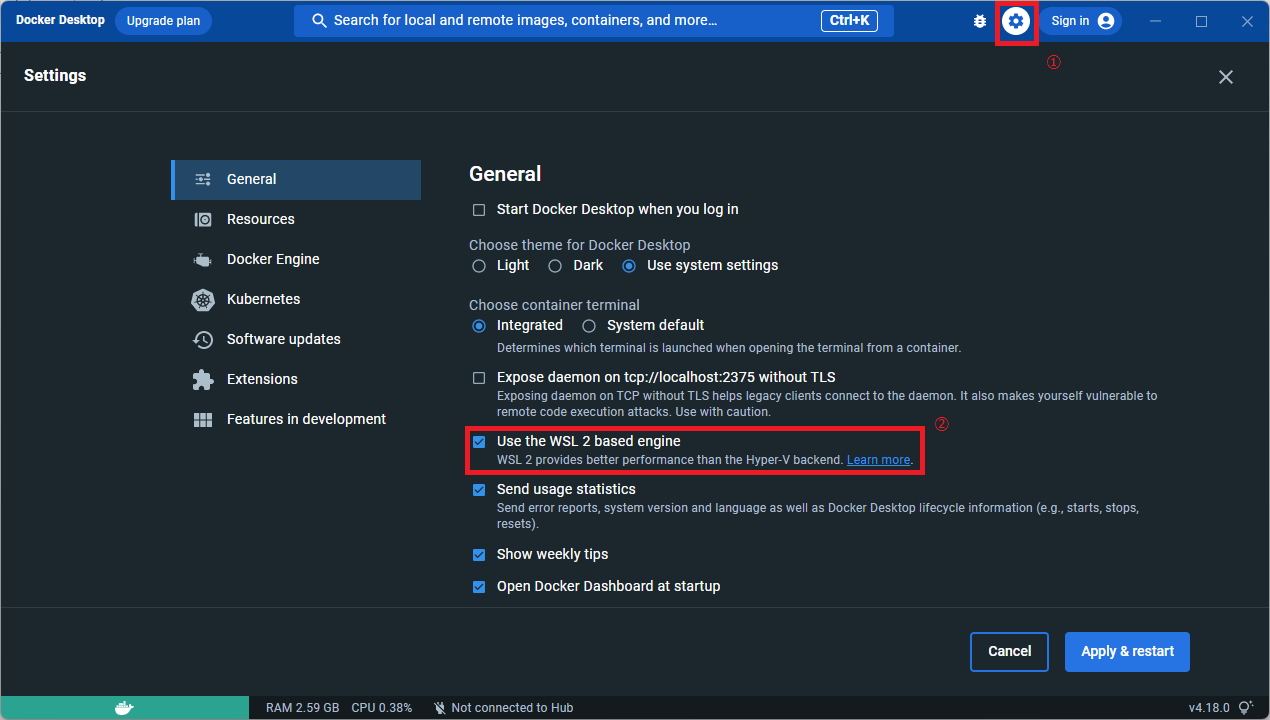 Docker Desktop
Upgrade plan
Search for local and remote images, containers, and more...
Ctrl+K
Sign in
①
Settings
General
Resources
Docker Engine
Kubernetes
Software updates
Extensions
Features in development
General
Start Docker Desktop when you log in
Choose theme for Docker Desktop
Light Dark Use system settings
Choose container terminal
Integrated System default
Determines which terminal is launched when opening the terminal from a container.
Expose daemon on tcp://localhost:2375 without TLS
Exposing daemon on TCP without TLS helps legacy clients connect to the daemon. It also makes yourself vulnerable to
remote code execution attacks. Use with caution.
②
Use the WSL 2 based engine
WSL 2 provides better performance than the Hyper-V backend. Learn more.
Send usage statistics
Send error reports, system version and language as well as Docker Desktop lifecycle information (e.g., starts, stops,
resets).
Show weekly tips
Open Docker Dashboard at startup
Cancel
Apply & restart
RAM 2.59 GB CPU 0.38% Not connected to Hub
v4.18.0